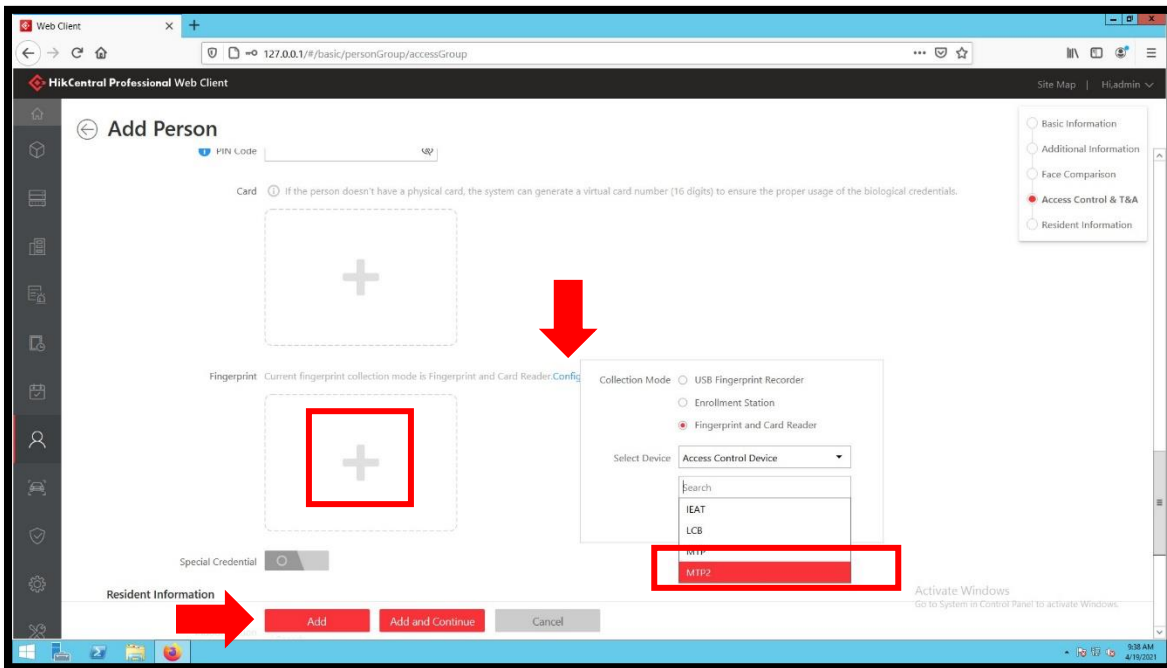 Web Client
127.0.0.1/#/basic/personGroup/accessGroup
HikCentral Professional Web Client
Site Map | Hi,admin
Add Person
Basic Information
Additional Information
Face Comparison
Access Control & T&A
Resident Information
PIN Code
Card If the person doesn't have a physical card, the system can generate a virtual card number (16 digits) to ensure the proper usage of the biological credentials.
Fingerprint Current fingerprint collection mode is Fingerprint and Card Reader.Config
Collection Mode USB Fingerprint Recorder
Enrollment Station
Fingerprint and Card Reader
Select Device Access Control Device
Search
IEAT
LCB
MTP
MTP2
Special Credential
Resident Information
Add Add and Continue Cancel
Activate Windows
Go to System in Control Panel to activate Windows.
9:38 AM
4/19/2021